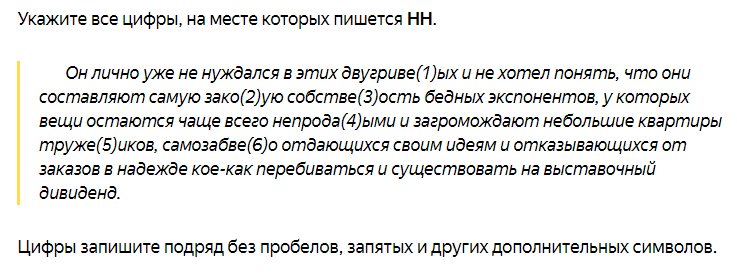 Укажите все цифры, на месте которых пишется НН.
Он лично уже не нуждался в этих двугриве(1)ых и не хотел понять, что они
составляют самую зако(2)ую собстве(3)ость бедных экспонентов, у которых
вещи остаются чаще всего непрода(4)ыми и загромождают небольшие квартиры
труже(5)иков, самозабве(6)о отдающихся своим идеям и отказывающихся от
заказов в надежде кое-как перебиваться и существовать на выставочный
дивиденд.
Цифры запишите подряд без пробелов, запятых и других дополнительных символов.